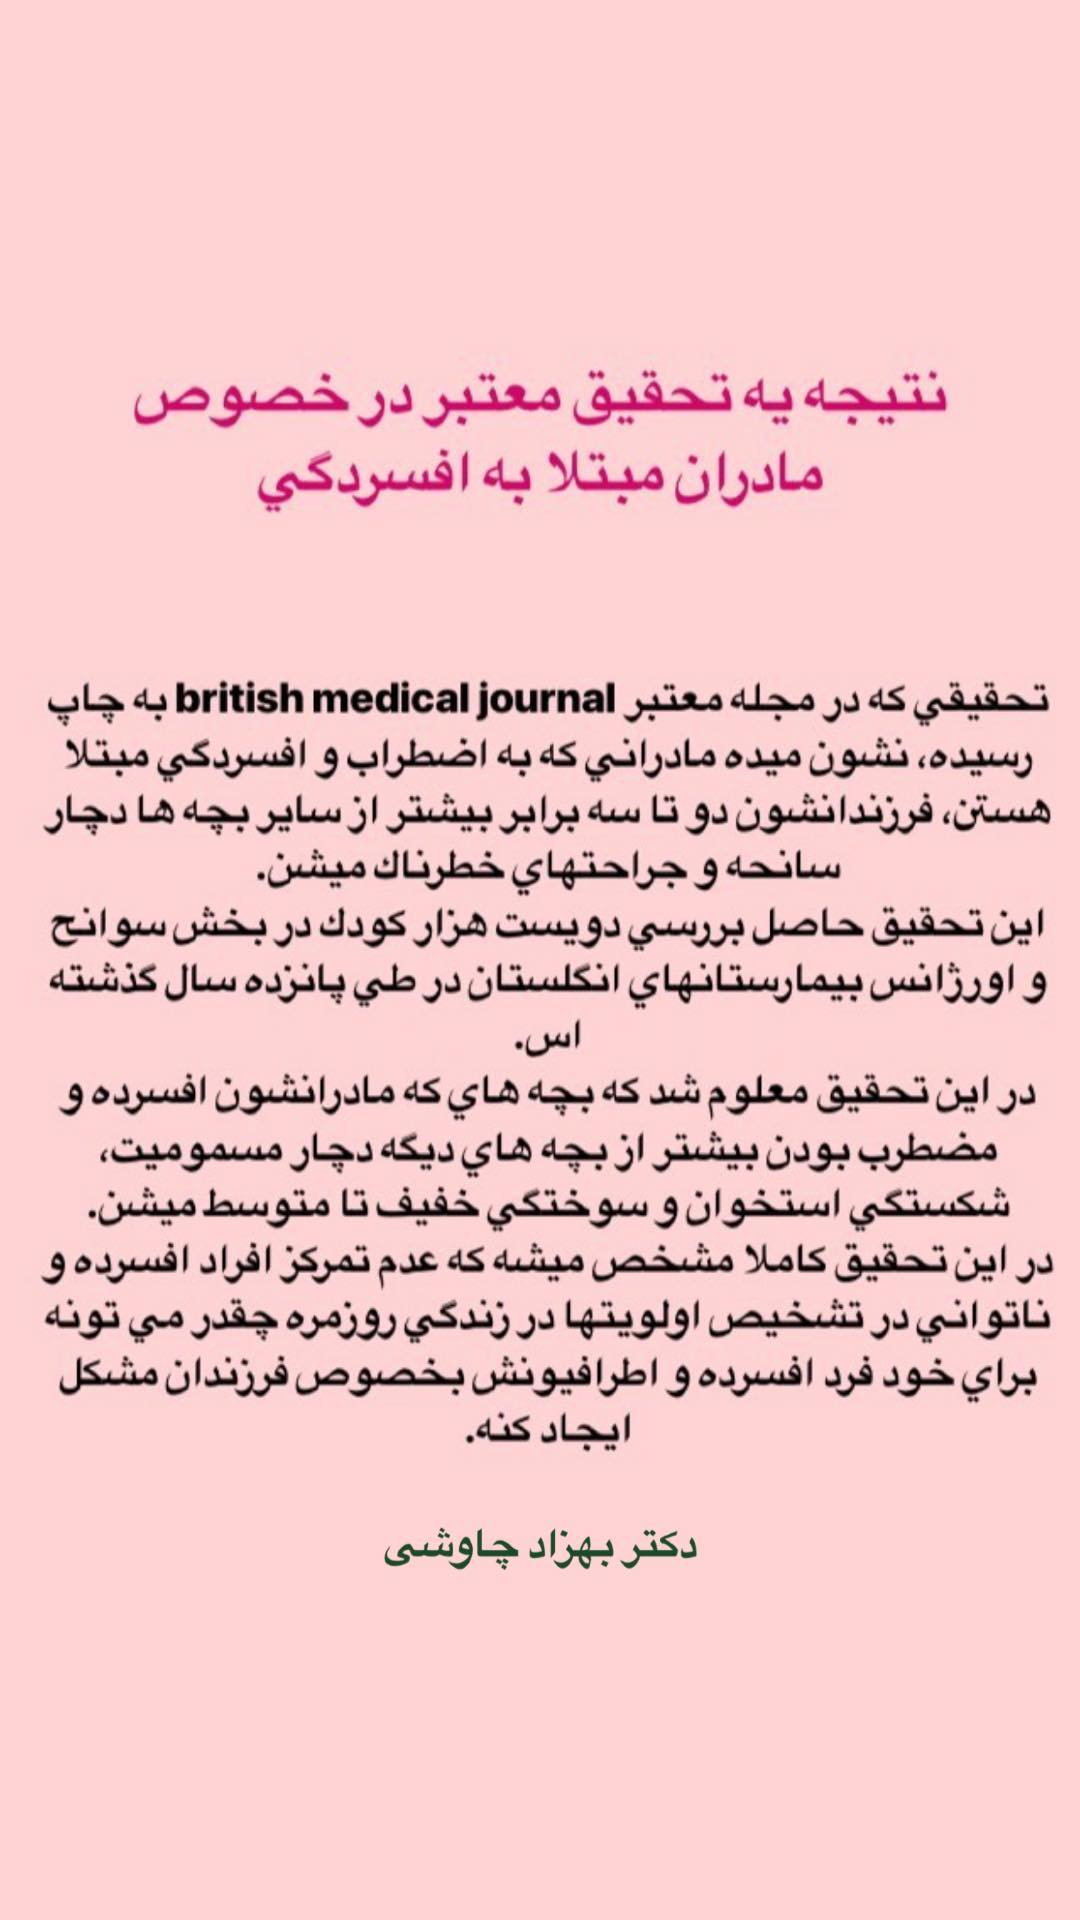 نتيجه يه تحقيق معتبر در خصوص
مادران مبتلا به افسردگي
تحقيقي كه در مجله معتبر british medical journal به چاپ
رسيده، نشون ميده مادراني كه به اضطراب و افسردگي مبتلا
هستن، فرزندانشون دو تا سه برابر بيشتر از ساير بچه ها دچار
سانحه و جراحتهاي خطرناك ميشن.
اين تحقيق حاصل بررسي دويست هزار كودك در بخش سوانح
و اورژانس بيمارستانهاي انگلستان در طي پانزده سال گذشته
اس.
در اين تحقيق معلوم شد كه بچه هاي كه مادرانشون افسرده و
مضطرب بودن بيشتر از بچه هاي ديگه دچار مسموميت،
شكستگي استخوان و سوختگي خفيف تا متوسط ميشن.
در اين تحقيق كاملا مشخص ميشه كه عدم تمركز افراد افسرده و
ناتواني در تشخيص اولويتها در زندگي روزمره چقدر مي تونه
براي خود فرد افسرده و اطرافيونش بخصوص فرزندان مشكل
ايجاد كنه.
دکتر بهزاد چاوشی